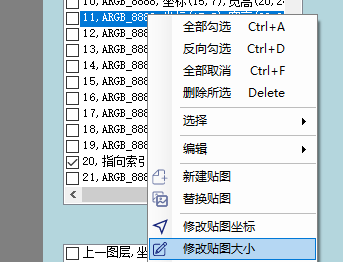 10,ARGB_8888,坐标(15,7),宽高(20,2
11,ARGB_888
12,ARGB_888
13,ARGB_888
14,ARGB_888
15,ARGB_888
16,ARGB_888
17,ARGB_888
18,ARGB_888
19,ARGB_888
20,指向索引
21,ARGB_888
上一图层,坐
全部勾选 Ctrl+A
反向勾选 Ctrl+D
全部取消 Ctrl+F
删除所选 Delete
选择
编辑
新建贴图
替换贴图
修改贴图坐标
修改贴图大小